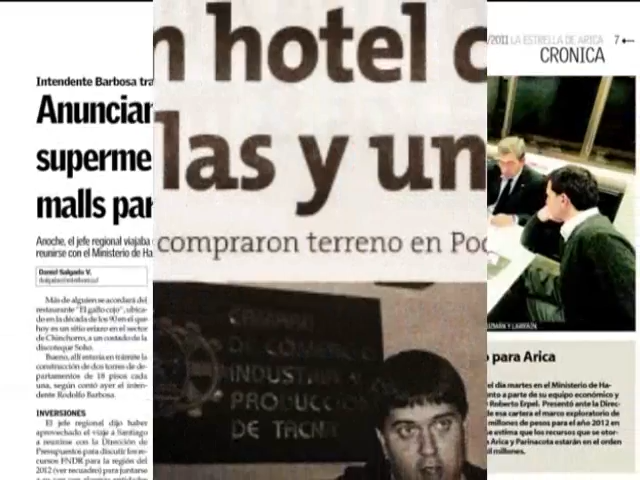 Intendente Barbosa tra
Anuncian
superme
malls par
Anoche, el jefe regional viajaba
reunirse con el Ministerio de Ha
Daniel Salgado V.
Más de alguien se acordará del
restaurante "El gallo cojo", ubica-
do en la década de los 90 en el que
hoy es un sitio eriazo en el sector
de Chinchorro, a un costado de la
discoteque Soho.
Bueno, allí estaría en trámite la
construcción de dos torres de de-
partamentos de 18 pisos cada
una, según contó ayer el inten-
dente Rodolfo Barbosa.
INVERSIONES
El jefe regional dijo haber
aprovechado el viaje a Santiago
a reunirse con la Dirección de
Presupuestos para discutir los re-
cursos FNDR para la región del
2012 (ver recuadro) para juntarse
n hotel c
las y un
compraron terreno en Poc
CAMARA
DE COMERCIO
INDUSTRIA Y
PRODUCCION
DE TACNA
/2011 LA ESTRELLA DE ARICA 7
CRONICA
GUZMÁN Y LAWRAIN.
o para Arica
el día martes en el Ministerio de Ha-
nto a parte de su equipo económico y
Roberto Erpel. Presentó ante la Direc-
de esa cartera el marco exploratorio de
millones de pesos para el año 2012 en
e estima que los recursos que se otor-
Arica y Parinacota estarán en el orden
l millones.